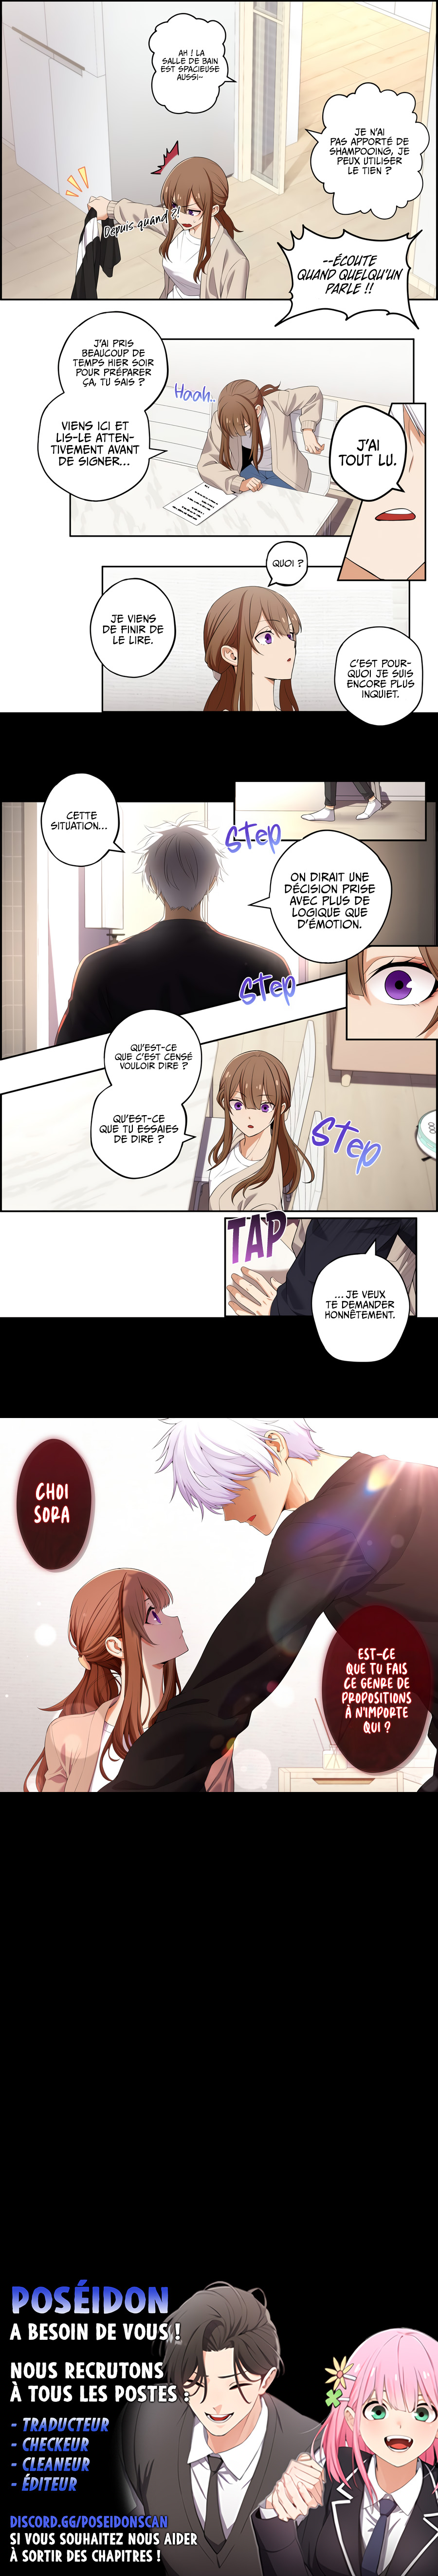 AH ! LA
SALLE DE BAIN
EST SPACIEUSE
AUSSI~
JE N'AI
PAS APPORTÉ DE
SHAMPOOING, JE
PEUX UTILISER
LE TIEN ?
Depuis quand ?!
--ÉCOUTE
QUAND QUELQU'UN
PARLE !!
J'AI PRIS
BEAUCOUP DE
TEMPS HIER SOIR
POUR PRÉPARER
ÇA, TU SAIS ?
Haah..
VIENS ICI ET
LIS-LE ATTEN-
TIVEMENT AVANT
DE SIGNER...
J'AI
TOUT LU.
QUOI ?
JE VIENS
DE FINIR DE
LE LIRE.
C'EST POUR-
QUOI JE SUIS
ENCORE PLUS
INQUIET.
CETTE
SITUATION...
Step
ON DIRAIT UNE
DÉCISION PRISE
AVEC PLUS DE
LOGIQUE QUE
D'ÉMOTION.
Step
QU'EST-CE
QUE C'EST CENSÉ
VOULOIR DIRE ?
QU'EST-CE
QUE TU ESSAIES
DE DIRE ?
Step
TAP
...JE VEUX
TE DEMANDER
HONNÊTEMENT.
CHOI
SORA
EST-CE
QUE TU FAIS
CE GENRE DE
PROPOSITIONS
À N'IMPORTE
QUI ?
POSÉIDON
A BESOIN DE VOUS !
NOUS RECRUTONS
À TOUS LES POSTES :
- TRADUCTEUR
- CHECKEUR
- CLEANEUR
- ÉDITEUR
DISCORD.GG/POSEIDONSCAN
SI VOUS SOUHAITEZ NOUS AIDER
À SORTIR DES CHAPITRES !